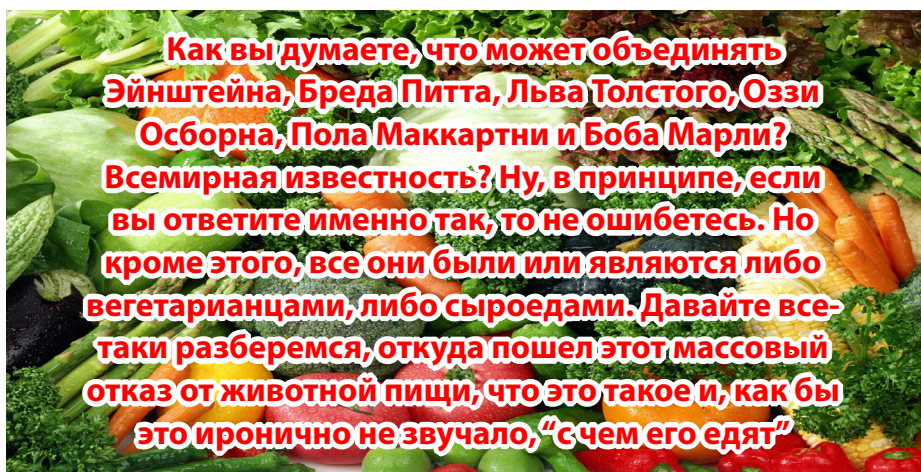 Как вы думаете, что может объединять
Эйнштейна, Бреда Питта, Льва Толстого, Оззи
Осборна, Пола Маккартни и Боба Марли?
Всемирная известность? Ну, в принципе, если
вы ответите именно так, то не ошибетесь. Но
кроме этого, все они были или являются либо
вегетарианцами, либо сыроедами. Давайте все-
таки разберемся, откуда пошел этот массовый
отказ от животной пищи, что это такое и, как бы
это иронично не звучало, “с чем его едят”